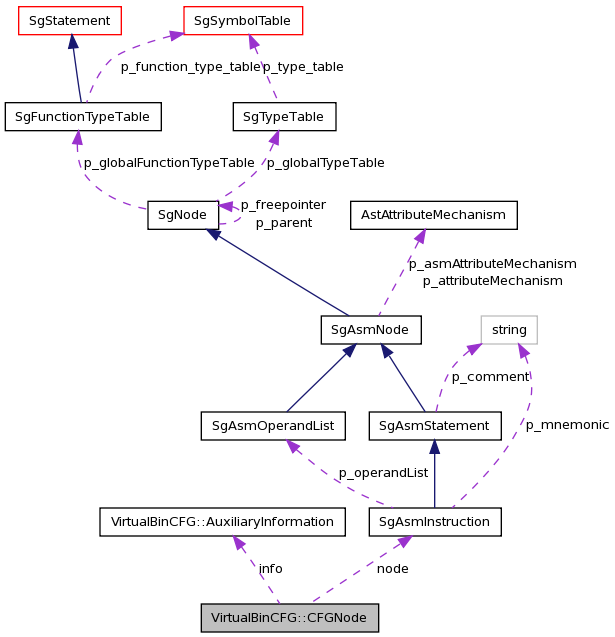 SgStatement
SgSymbolTable
p_function_type_table
p_type_table
SgFunctionTypeTable
SgTypeTable
p_globalFunctionTypeTable
p_globalTypeTable
SgNode
p_freepointer
p_parent
AstAttributeMechanism
p_asmAttributeMechanism
p_attributeMechanism
SgAsmNode
string
p_comment
SgAsmOperandList
SgAsmStatement
p_mnemonic
p_operandList
VirtualBinCFG::AuxiliaryInformation
SgAsmInstruction
info
node
VirtualBinCFG::CFGNode